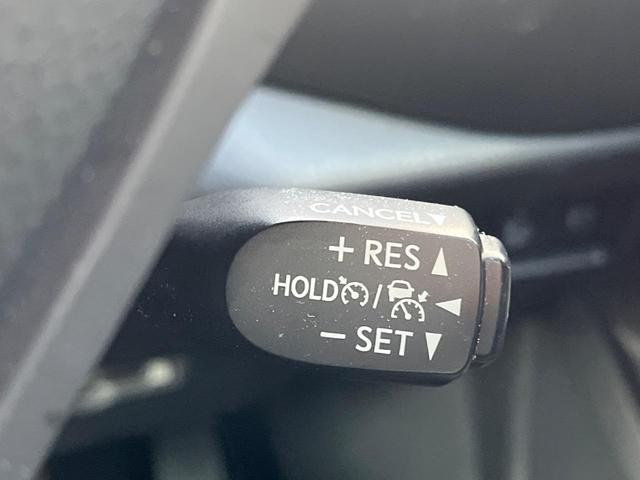 CANCEL
+ RES
HOLD /
− SET